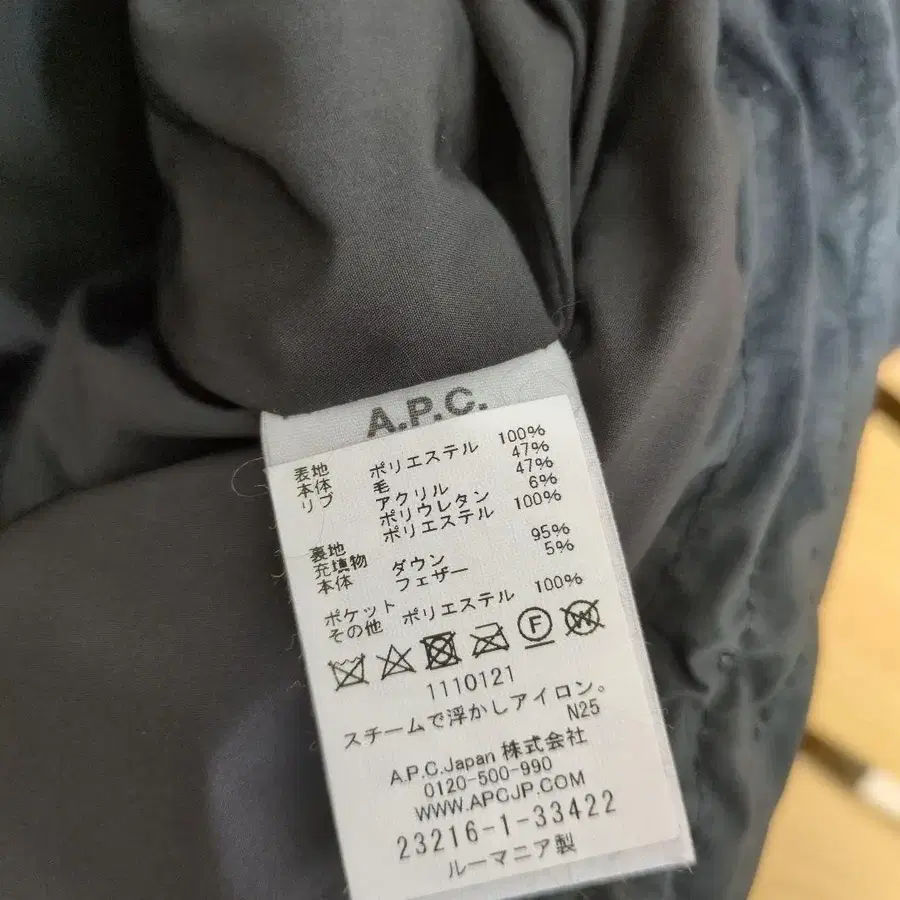 A.P.C.
表地
本体 ポリエステル 100%
リブ 毛 47%
アクリル 47%
ポリウレタン 6%
裏地 ポリエステル 100%
充填物
本体 ダウン 95%
フェザー 5%
ポケット
その他 ポリエステル 100%
F W
1110121
スチームで浮かしアイロン。
N25
A.P.C.Japan 株式会社
0120-500-990
WWW.APCJP.COM
23216-1-33422
ルーマニア製